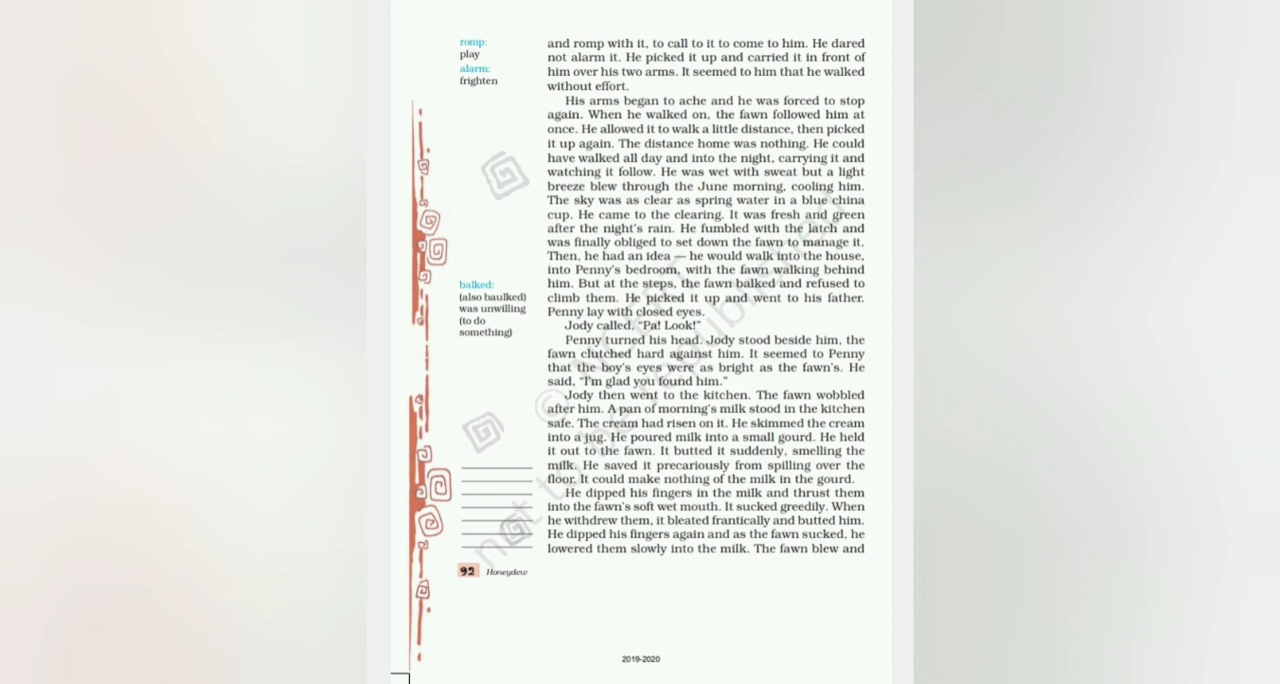 romp:
play
alarm:
frighten
and romp with it, to call to it to come to him. He dared
not alarm it. He picked it up and carried it in front of
him over his two arms. It seemed to him that he walked
without effort.
His arms began to ache and he was forced to stop
again. When he walked on, the fawn followed him at
once. He allowed it to walk a little distance, then picked
it up again. The distance home was nothing. He could
have walked all day and into the night, carrying it and
watching it follow. He was wet with sweat but a light
breeze blew through the June morning, cooling him.
The sky was as clear as spring water in a blue china
cup. He came to the clearing. It was fresh and green
after the night's rain. He fumbled with the latch and
was finally obliged to set down the fawn to manage it.
Then, he had an idea — he would walk into the house,
into Penny's bedroom, with the fawn walking behind
him. But at the steps, the fawn balked and refused to
climb them. He picked it up and went to his father.
Penny lay with closed eyes.
balked:
(also baulked)
was unwilling
(to do
something)
Jody called, "Pa! Look!"
Penny turned his head. Jody stood beside him, the
fawn clutched hard against him. It seemed to Penny
that the boy's eyes were as bright as the fawn's. He
said, "I'm glad you found him."
Jody then went to the kitchen. The fawn wobbled
after him. A pan of morning's milk stood in the kitchen
safe. The cream had risen on it. He skimmed the cream
into a jug. He poured milk into a small gourd. He held
it out to the fawn. It butted it suddenly, smelling the
milk. He saved it precariously from spilling over the
floor. It could make nothing of the milk in the gourd.
He dipped his fingers in the milk and thrust them
into the fawn's soft wet mouth. It sucked greedily. When
he withdrew them, it bleated frantically and butted him.
He dipped his fingers again and as the fawn sucked, he
lowered them slowly into the milk. The fawn blew and
© NCERT
not to be republished
92 Honeydew
2019-2020